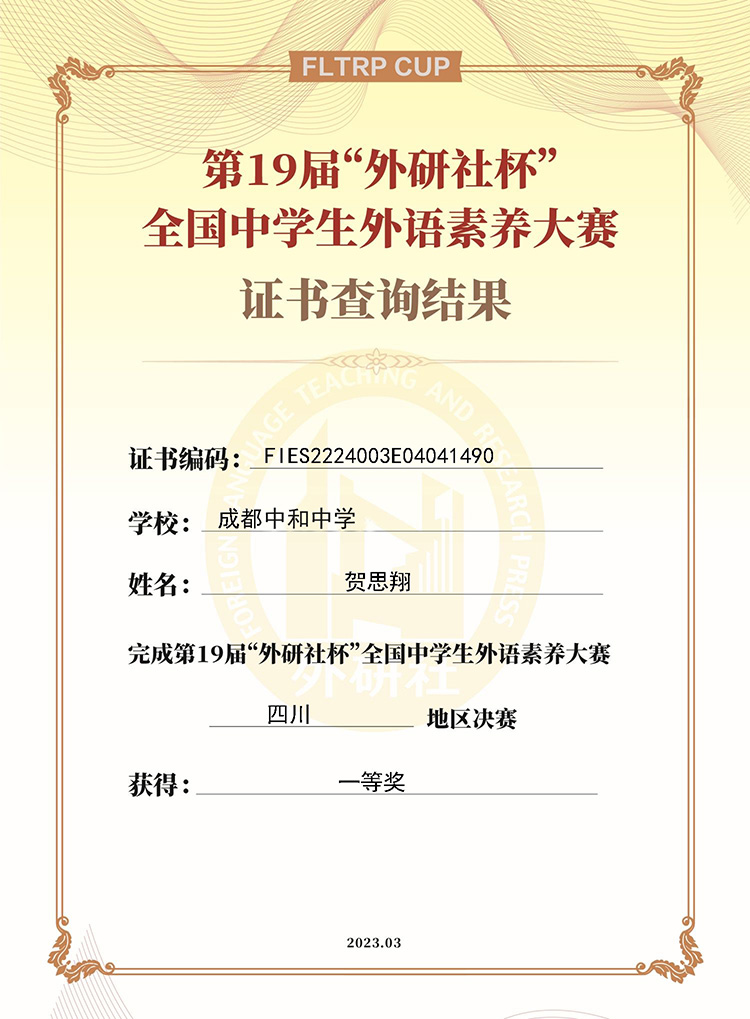 FLTRP CUP
第19届“外研社杯”
全国中学生外语素养大赛
证书查询结果
FOREIGN LANGUAGE TEACHING AND RESEARCH PRESS
证书编码：FIES2224003E04041490
学校：成都中和中学
姓名：贺思翔
外研社
完成第19届“外研社杯”全国中学生外语素养大赛
四川 地区决赛
获得：一等奖
2023.03